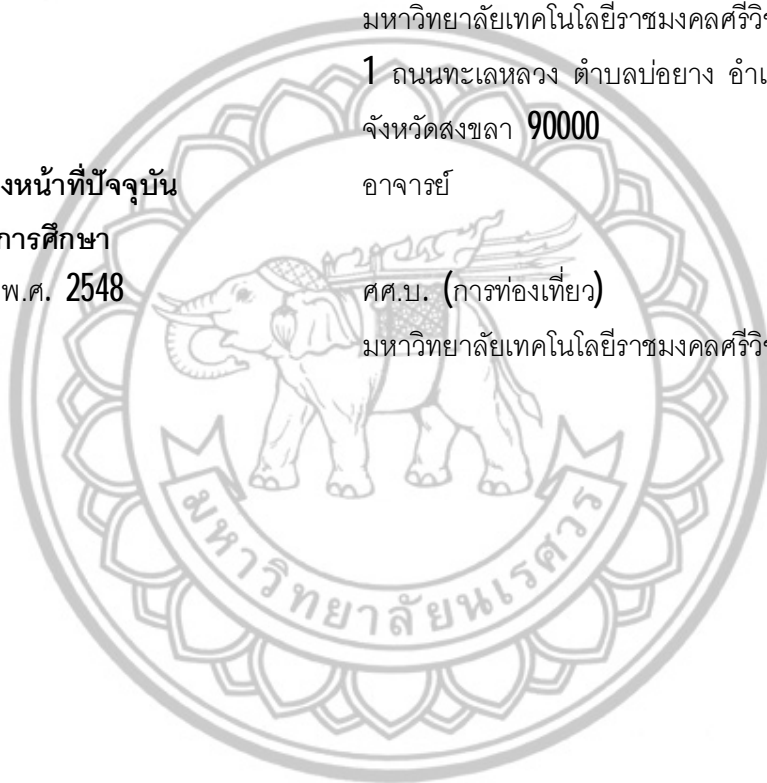 มหาวิทยาลัยเทคโนโลยีราชมงคลศรีวิ
1 ถนนทะเลหลวง ตำบลบ่อยาง อำเ
จังหวัดสงขลา 90000
งหน้าที่ปัจจุบัน อาจารย์
การศึกษา
พ.ศ. 2548 ศศ.บ. (การท่องเที่ยว)
มหาวิทยาลัยเทคโนโลยีราชมงคลศรีวิ
มหาวิทยาลัยนเรศวร